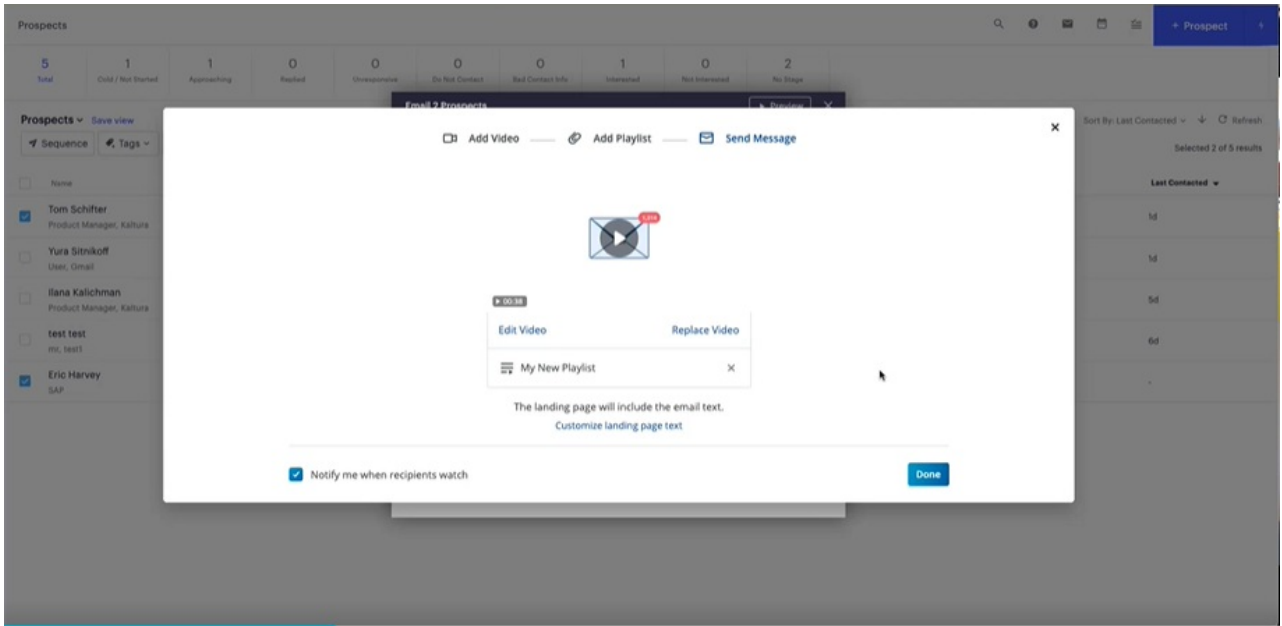 Prospects
+ Prospect
5 1 1 0 0 0 0 1 0 2
Total Cold / Not Started Approaching Replied Unresponsive Do Not Contact Bad Contact Info Interested Not Interested No Stage
Email 2 Prospects Preview
Prospects Save view
Sort By: Last Contacted Refresh
Sequence Tags
Selected 2 of 5 results
Add Video Add Playlist Send Message
Name
Last Contacted
Tom Schifter
Product Manager, Kaltura
1d
Yura Sitnikoff
User, Gmail
1d
Ilana Kalichman
Product Manager, Kaltura
5d
test test
mr, test1
6d
Eric Harvey
SAP
-
00:38
Edit Video Replace Video
My New Playlist
The landing page will include the email text.
Customize landing page text
Notify me when recipients watch
Done